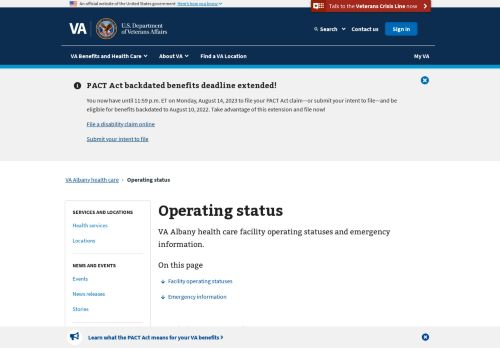 An official website of the United States government Here's how you know
Talk to the Veterans Crisis Line now
VA
U.S. Department of Veterans Affairs
Search
Contact us
Sign in
VA Benefits and Health Care
About VA
Find a VA Location
My VA
PACT Act backdated benefits deadline extended!
You now have until 11:59 p.m. ET on Monday, August 14, 2023 to file your PACT Act claim—or submit your intent to file—and be
eligible for benefits backdated to August 10, 2022. Take advantage of this extension and file now!
File a disability claim online
Submit your intent to file
VA Albany health care › Operating status
SERVICES AND LOCATIONS
Health services
Locations
NEWS AND EVENTS
Events
News releases
Stories
Operating status
VA Albany health care facility operating statuses and emergency
information.
On this page
Facility operating statuses
Emergency information
Learn what the PACT Act means for your VA benefits